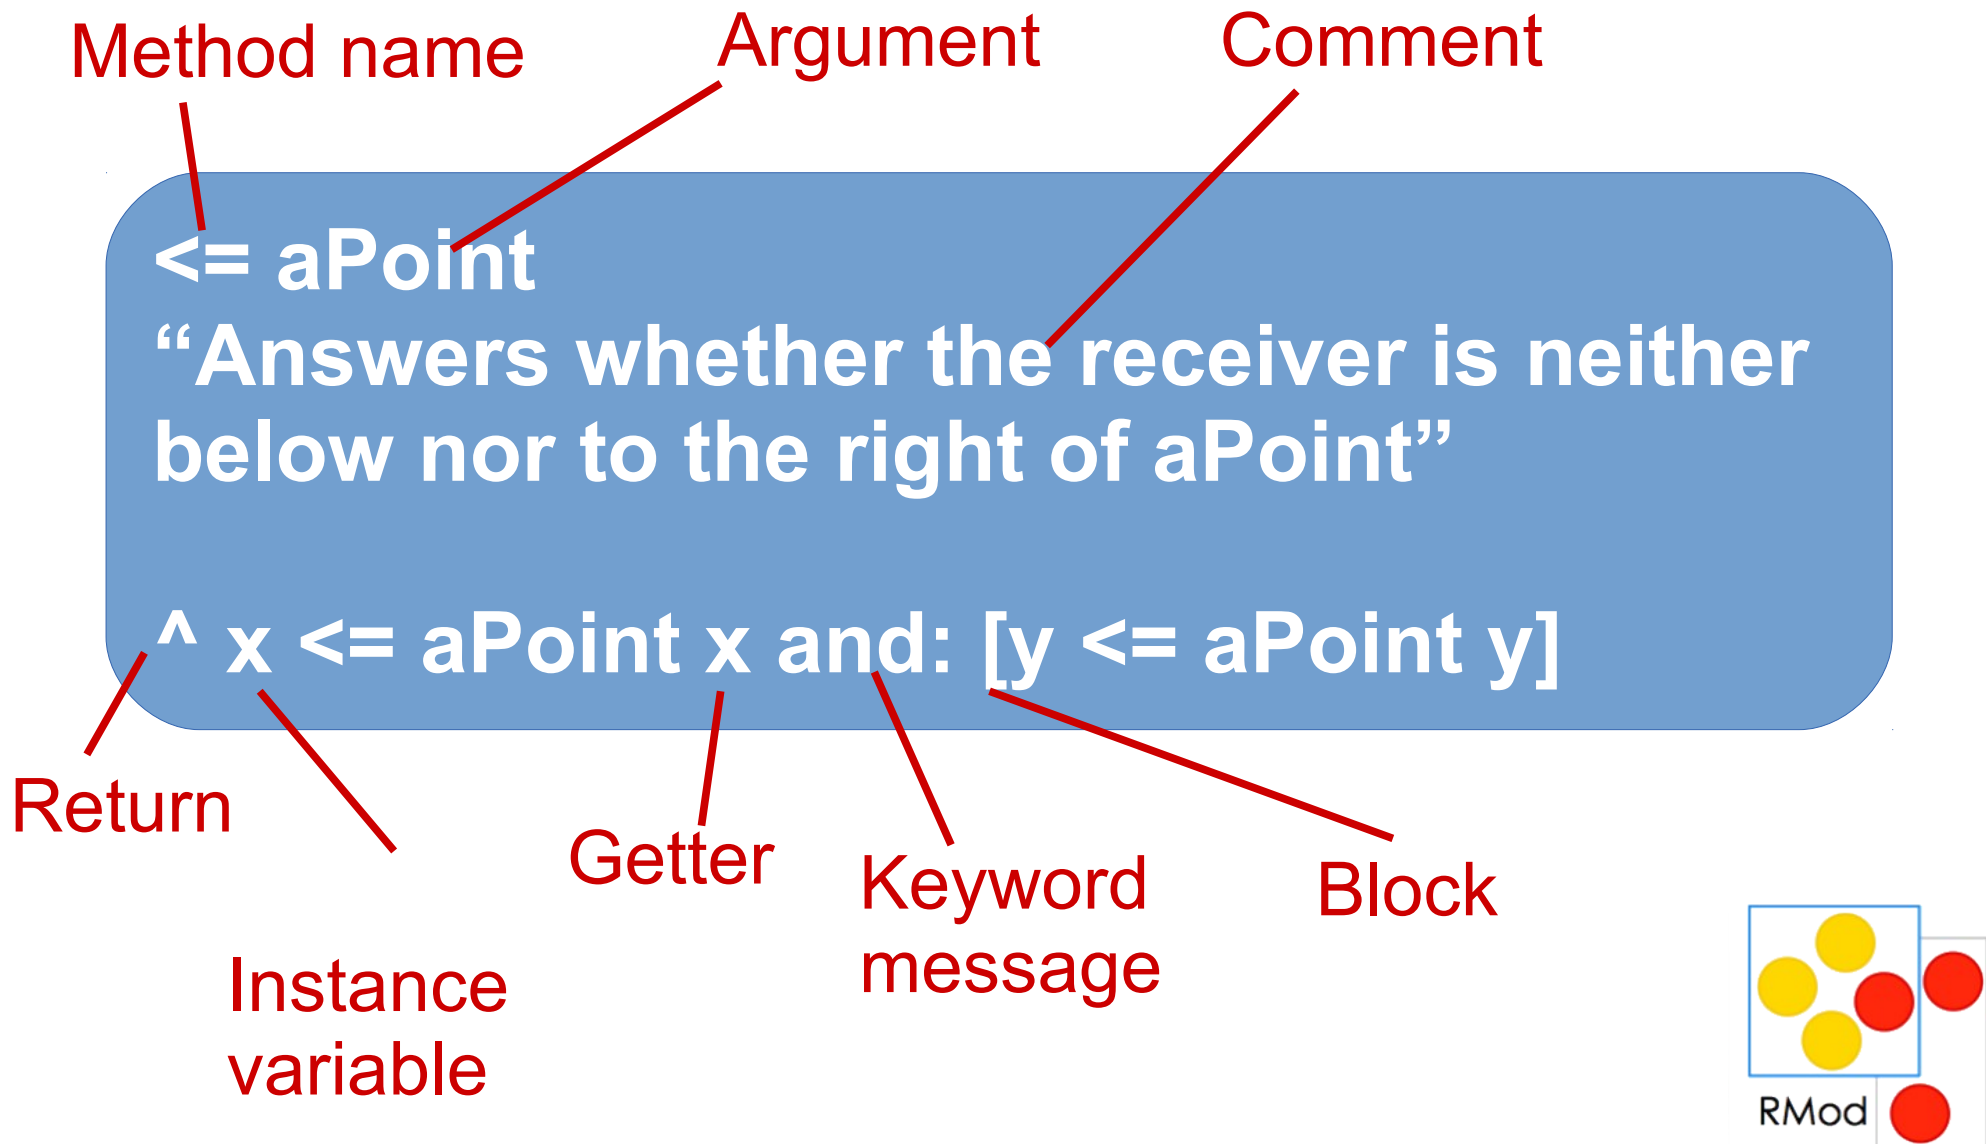 Method name
Argument
Comment
<= aPoint
“Answers whether the receiver is neither
below nor to the right of aPoint”
^ x <= aPoint x and: [y <= aPoint y]
Return
Getter
Keyword
message
Block
Instance
variable
RMod